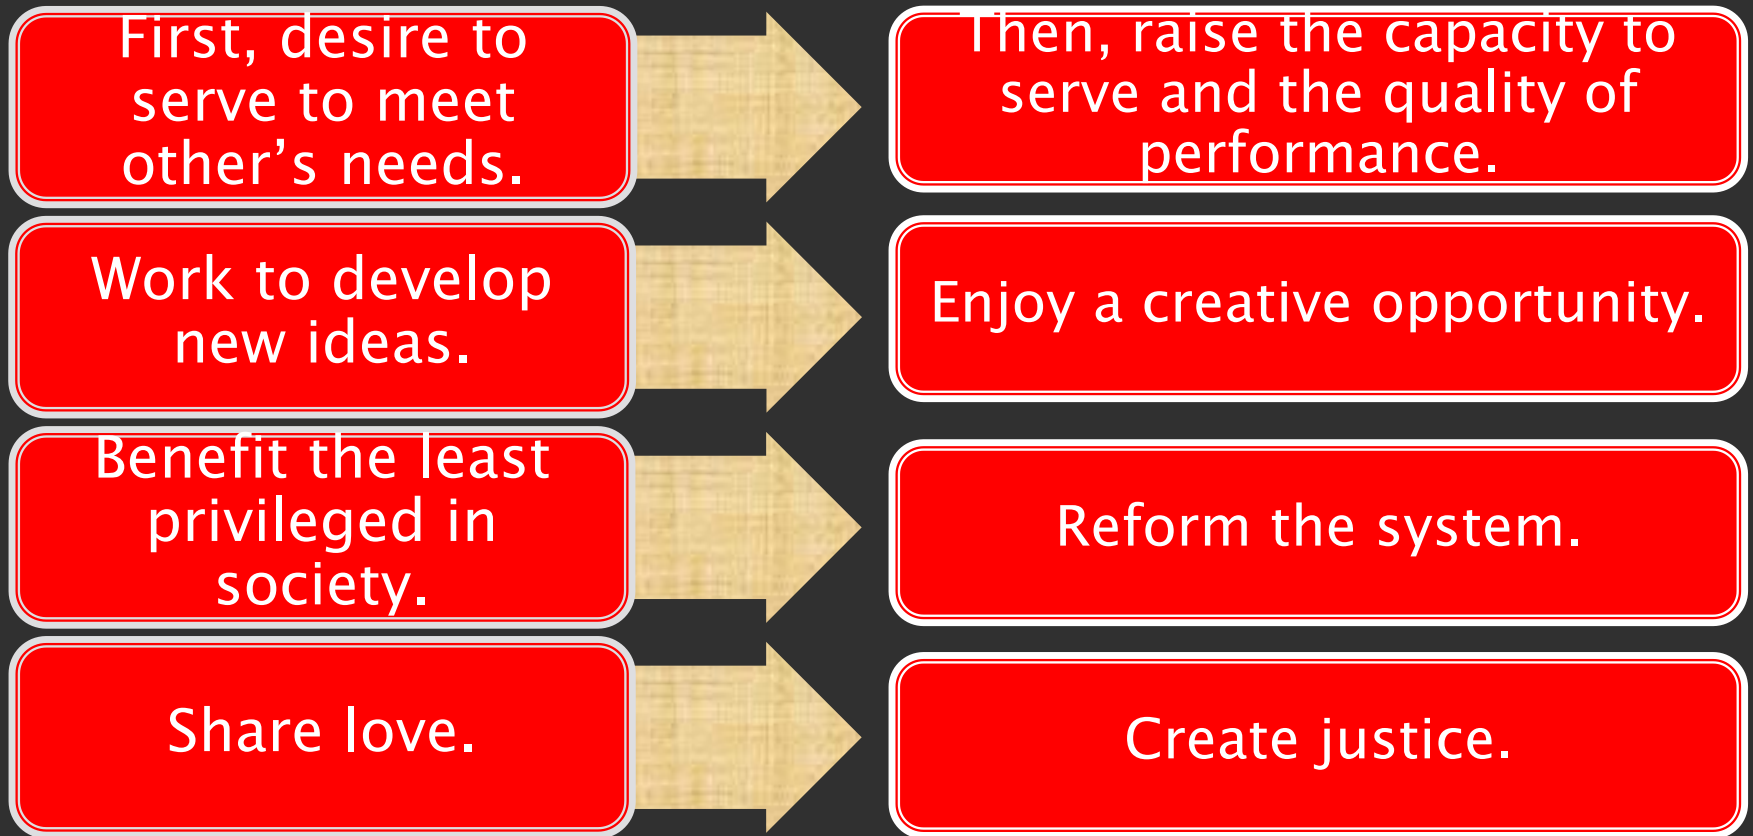 First, desire to
serve to meet
other’s needs.
Then, raise the capacity to
serve and the quality of
performance.
Work to develop
new ideas.
Enjoy a creative opportunity.
Benefit the least
privileged in
society.
Reform the system.
Share love.
Create justice.